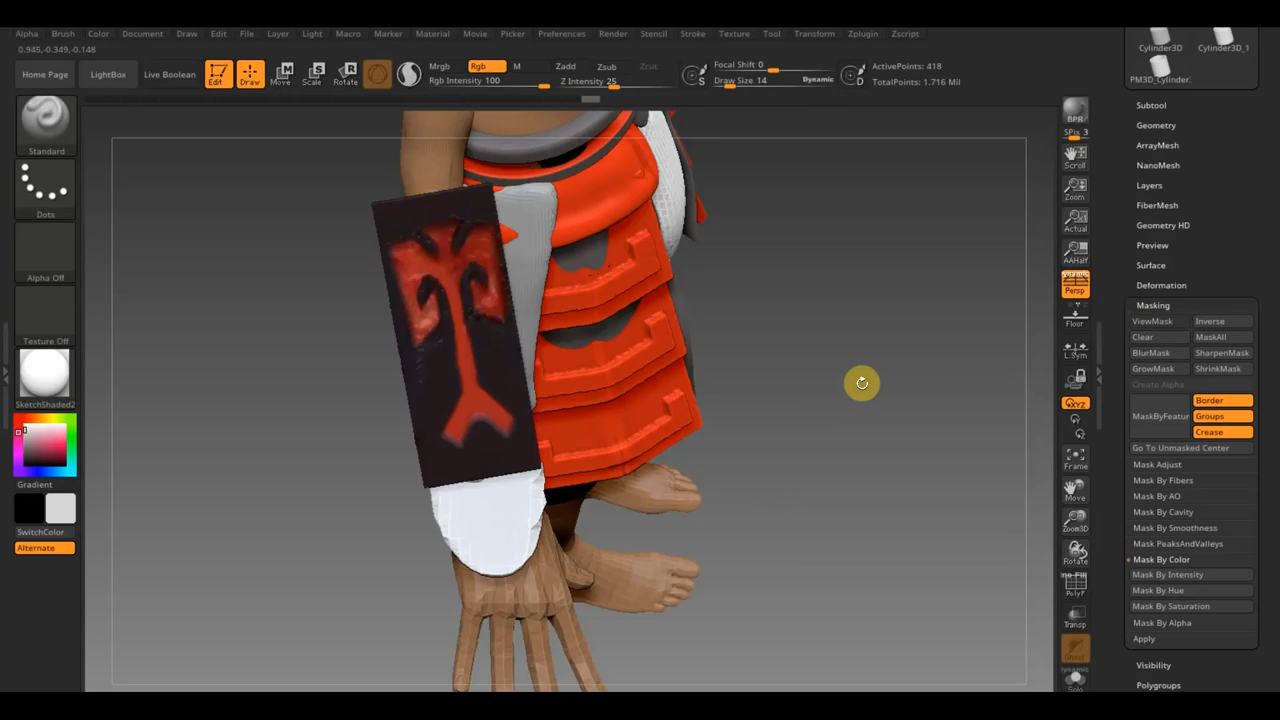 Alpha Brush Color Document Draw Edit File Layer Light Macro Marker Material Movie Picker Preferences Render Stencil Stroke Texture Tool Transform Zplugin Zscript
0.945,-0.349,-0.148
Home Page LightBox Live Boolean Edit Draw Move Scale Rotate Mrgb Rgb M Zadd Zsub Zcut Focal Shift 0 ActivePoints: 418
Rgb Intensity 100 Z Intensity 25 Draw Size 14 Dynamic TotalPoints: 1.716 Mil
S D
Standard
Dots
Alpha Off
Texture Off
SketchShaded2
Gradient
SwitchColor
Alternate
BPR
SPix 3
Scroll
Zoom
Actual
AAHalf
Persp
Floor
L.Sym
XYZ
Frame
Move
Zoom3D
Rotate
PolyF
Transp
Ghost
Dynamic
Solo
Cylinder3D Cylinder3D_1
PM3D_Cylinder
Subtool
Geometry
ArrayMesh
NanoMesh
Layers
FiberMesh
Geometry HD
Preview
Surface
Deformation
Masking
ViewMask Inverse
Clear MaskAll
BlurMask SharpenMask
GrowMask ShrinkMask
Create Alpha
MaskByFeatur Border
Groups
Crease
Go To Unmasked Center
Mask Adjust
Mask By Fibers
Mask By AO
Mask By Cavity
Mask By Smoothness
Mask PeaksAndValleys
Mask By Color
Mask By Intensity
Mask By Hue
Mask By Saturation
Mask By Alpha
Apply
Visibility
Polygroups